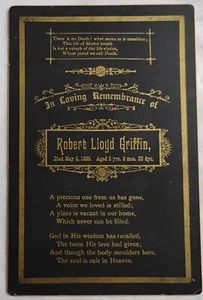 There is no Death! what seems so is transition;
This life of Mortal breath
Is but a suburb of the life elysian,
Whose portal we call Death.
In Loving Remembrance of
Robert Lloyd Griffin,
Died May 2, 1889. Aged 5 yrs. 3 mos. 23 dys.
A precious one from us has gone,
A voice we loved is stilled;
A place is vacant in our home,
Which never can be filled.
God in His wisdom has recalled,
The boon His love had given;
And though the body moulders here,
The soul is safe in Heaven.